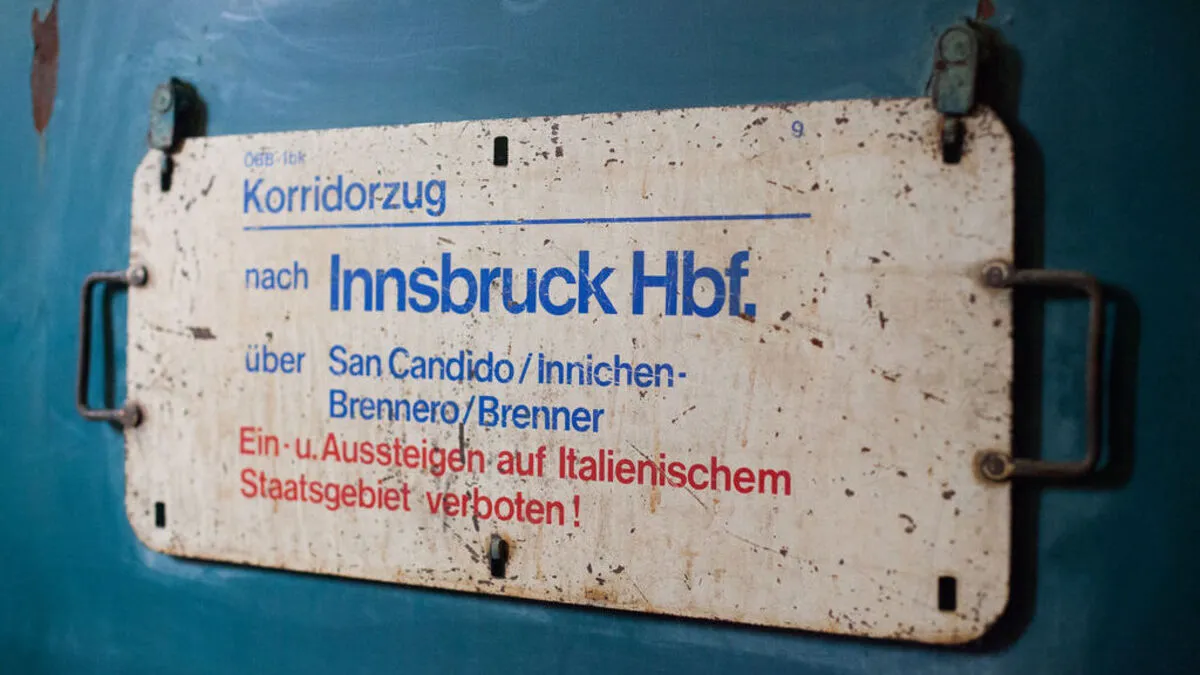 ÖBB-Ibk 9
Korridorzug
nach Innsbruck Hbf.
über San Candido/Innichen-
Brennero/Brenner
Ein- u. Aussteigen auf Italienischem
Staatsgebiet verboten!